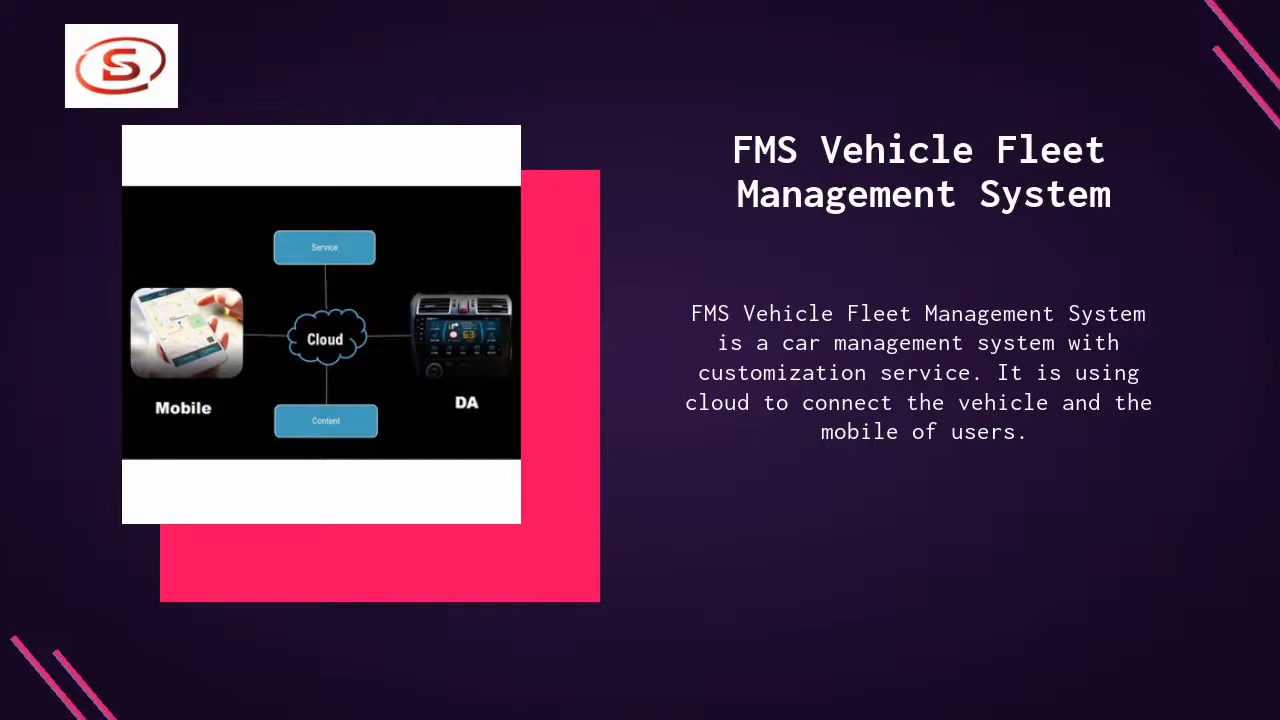 S
FMS Vehicle Fleet
Management System
Service
Cloud
Mobile
DA
Content
FMS Vehicle Fleet Management System
is a car management system with
customization service. It is using
cloud to connect the vehicle and the
mobile of users.